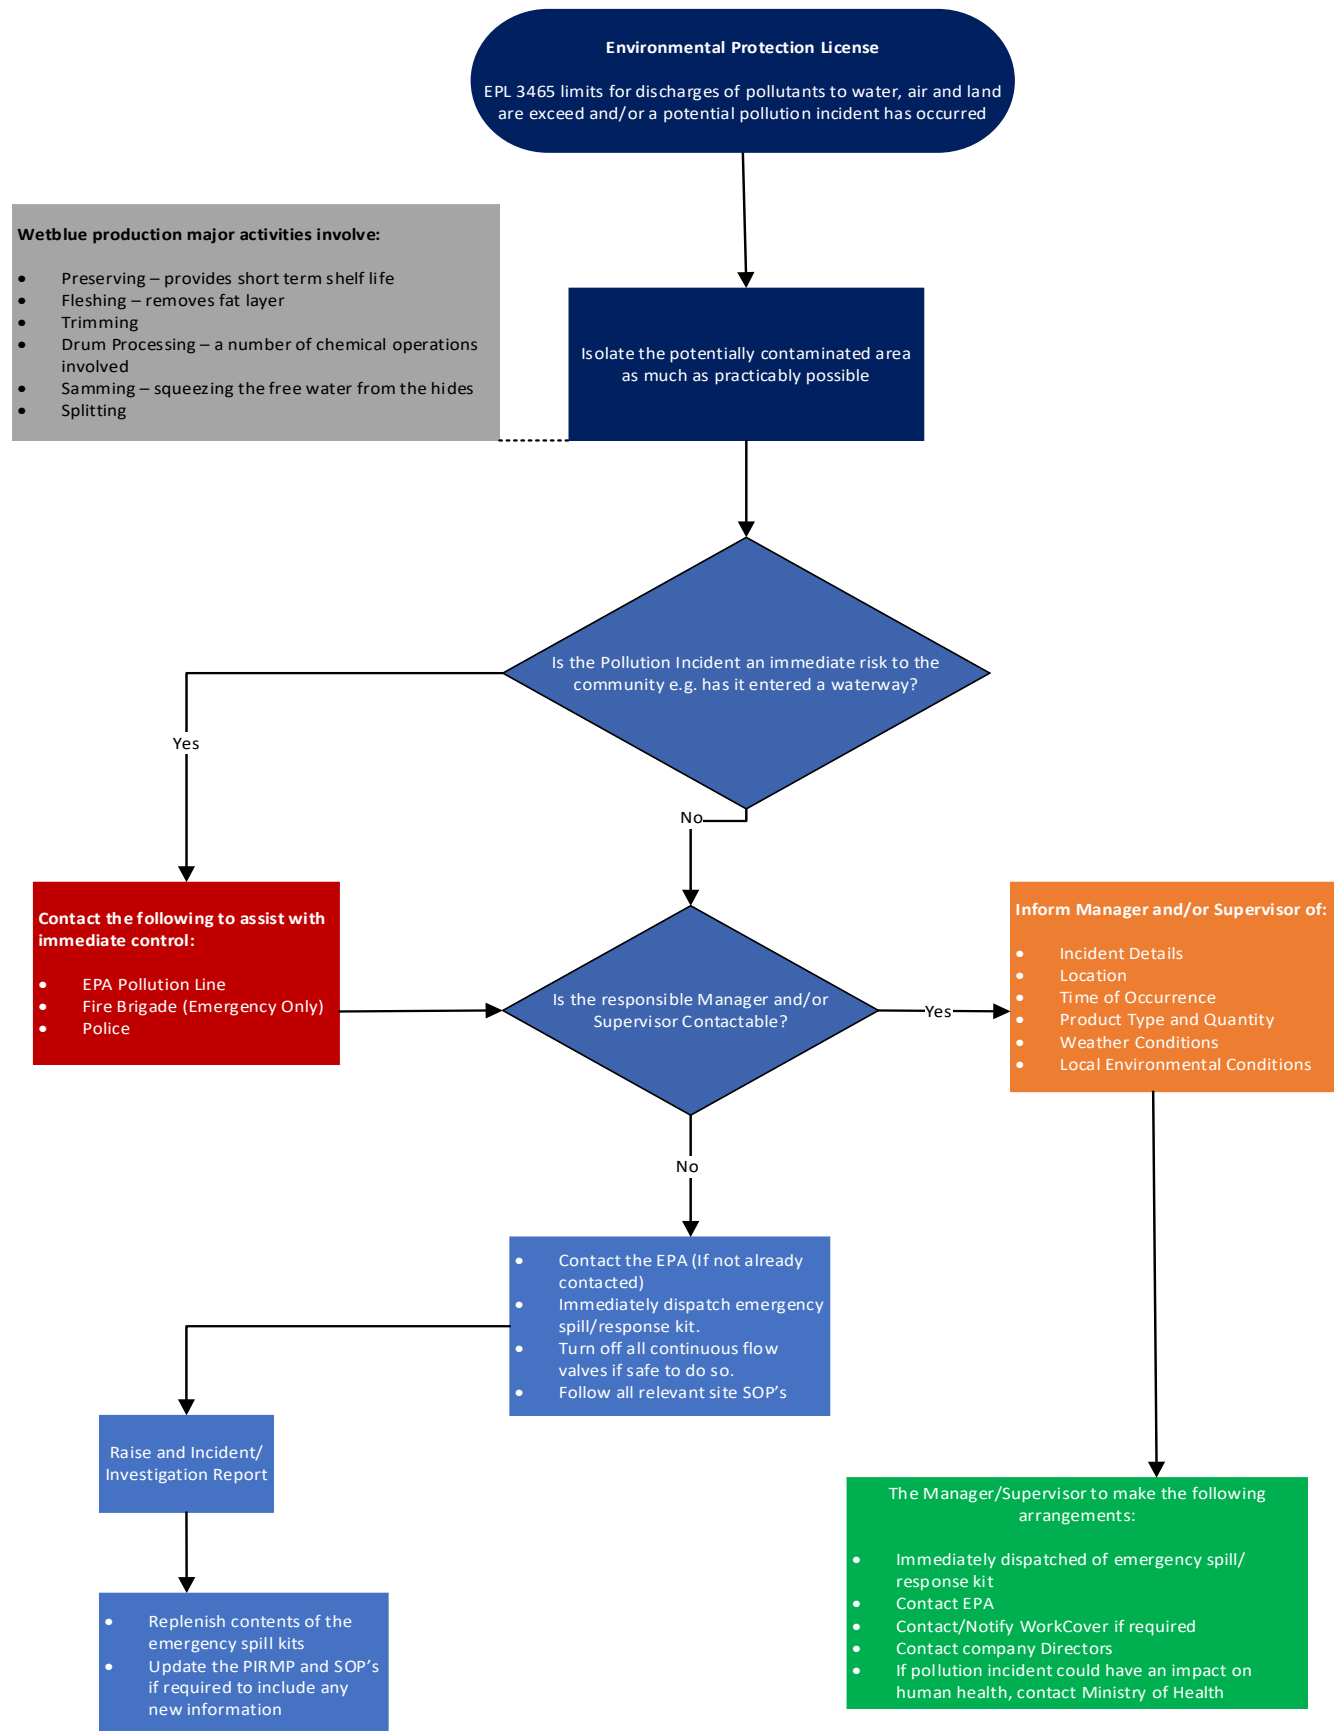 Environmental Protection License
EPL 3465 limits for discharges of pollutants to water, air and land
are exceed and/or a potential pollution incident has occurred
Wetblue production major activities involve:
• Preserving – provides short term shelf life
• Fleshing – removes fat layer
• Trimming
• Drum Processing – a number of chemical operations
involved
• Samming – squeezing the free water from the hides
• Splitting
Isolate the potentially contaminated area
as much as practicably possible
Is the Pollution Incident an immediate risk to the
community e.g. has it entered a waterway?
Yes
No
Contact the following to assist with
immediate control:
• EPA Pollution Line
• Fire Brigade (Emergency Only)
• Police
Is the responsible Manager and/or
Supervisor Contactable?
Yes
Inform Manager and/or Supervisor of:
• Incident Details
• Location
• Time of Occurrence
• Product Type and Quantity
• Weather Conditions
• Local Environmental Conditions
No
• Contact the EPA (If not already
contacted)
• Immediately dispatch emergency
spill/response kit.
• Turn off all continuous flow
valves if safe to do so.
• Follow all relevant site SOP's
Raise and Incident/
Investigation Report
• Replenish contents of the
emergency spill kits
• Update the PIRMP and SOP's
if required to include any
new information
The Manager/Supervisor to make the following
arrangements:
• Immediately dispatched of emergency spill/
response kit
• Contact EPA
• Contact/Notify WorkCover if required
• Contact company Directors
• If pollution incident could have an impact on
human health, contact Ministry of Health